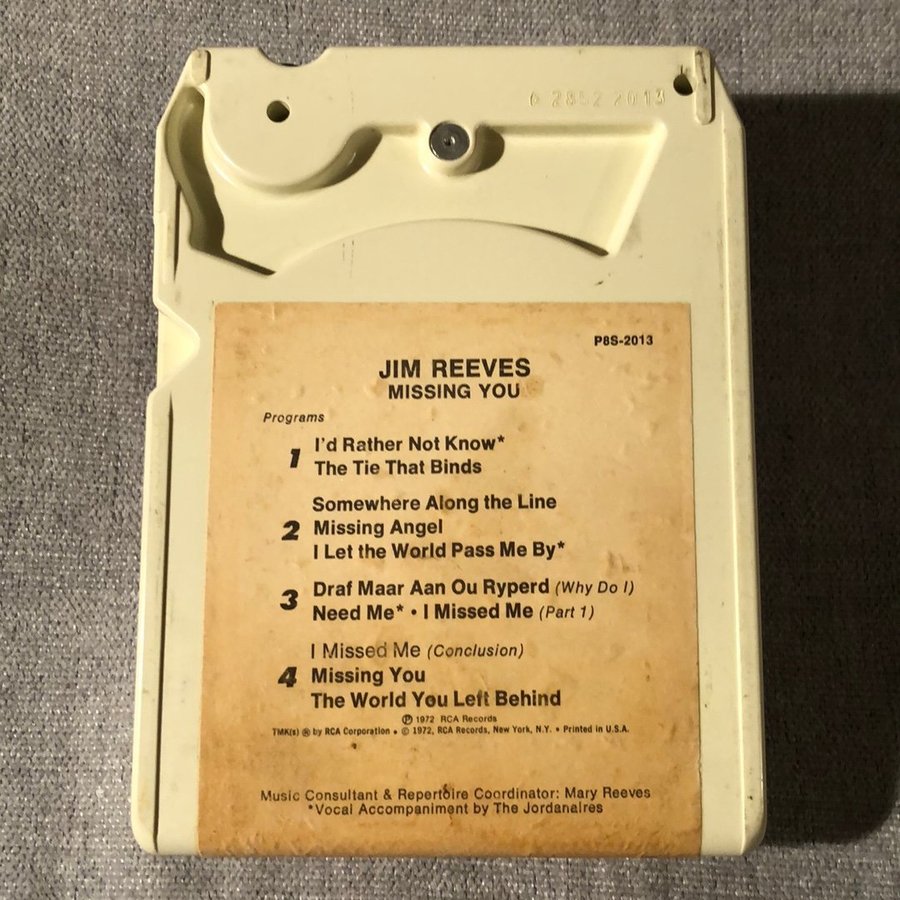 P8S-2013
JIM REEVES
MISSING YOU
Programs
1 I'd Rather Not Know*
The Tie That Binds
Somewhere Along the Line
2 Missing Angel
I Let the World Pass Me By*
3 Draf Maar Aan Ou Ryperd (Why Do I)
Need Me* • I Missed Me (Part 1)
I Missed Me (Conclusion)
4 Missing You
The World You Left Behind
Ⓟ 1972 RCA Records
TMK(s) ® by RCA Corporation • © 1972, RCA Records, New York, N.Y. • Printed in U.S.A.
Music Consultant & Repertoire Coordinator: Mary Reeves
*Vocal Accompaniment by The Jordanaires